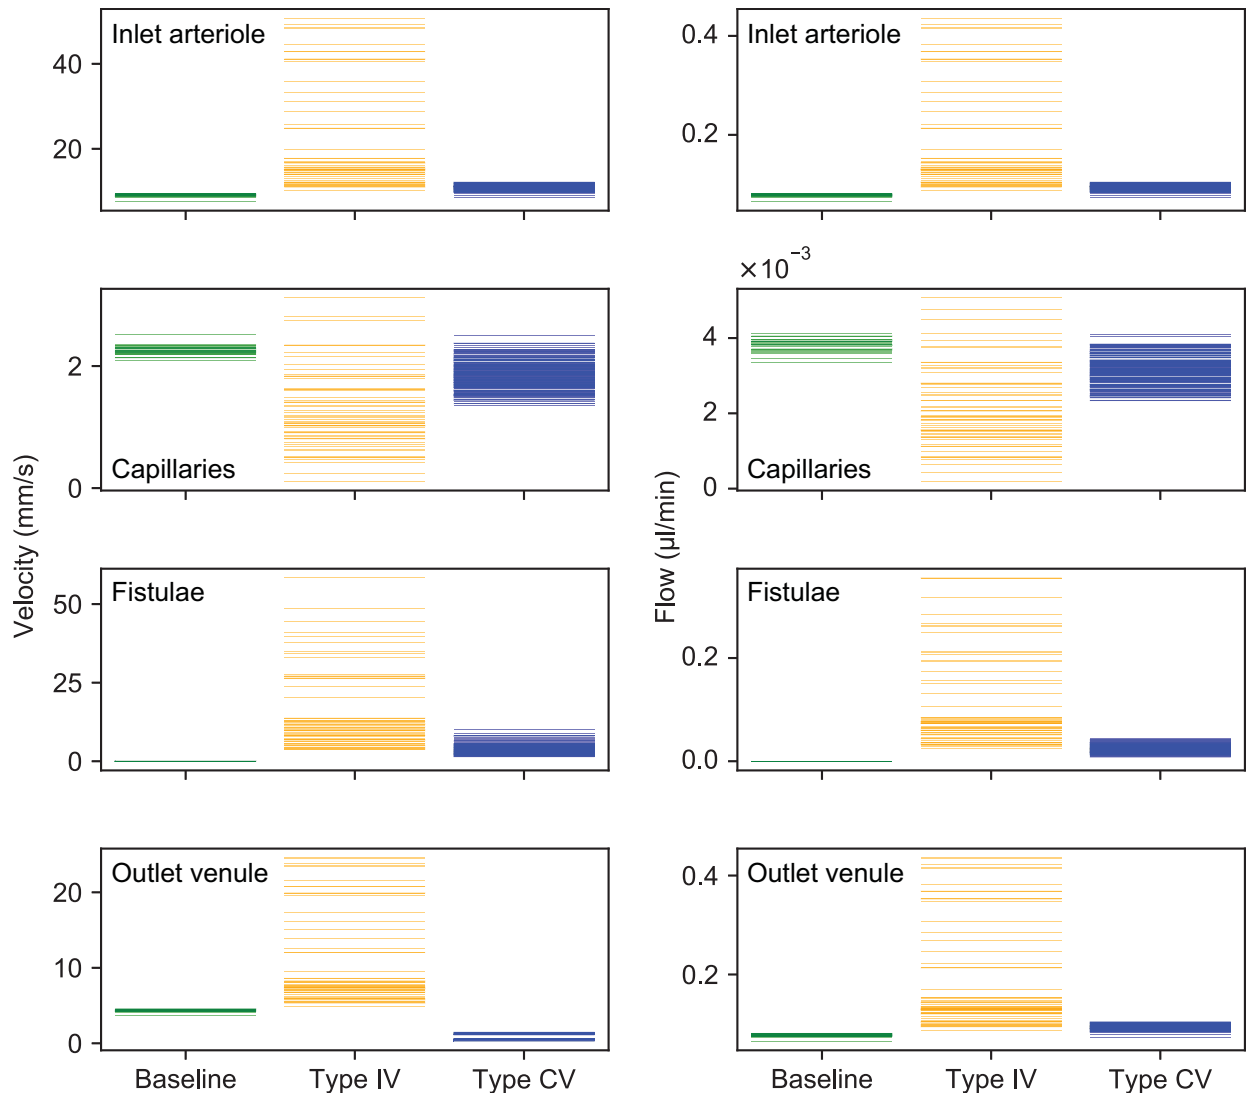 Velocity (mm/s)
Inlet arteriole
40
20
Inlet arteriole
0.4
0.2
Capillaries
2
0
×10⁻³
Capillaries
4
2
0
Flow (µl/min)
Fistulae
50
25
0
Fistulae
0.2
0.0
Outlet venule
20
10
0
Baseline Type IV Type CV
Outlet venule
0.4
0.2
Baseline Type IV Type CV